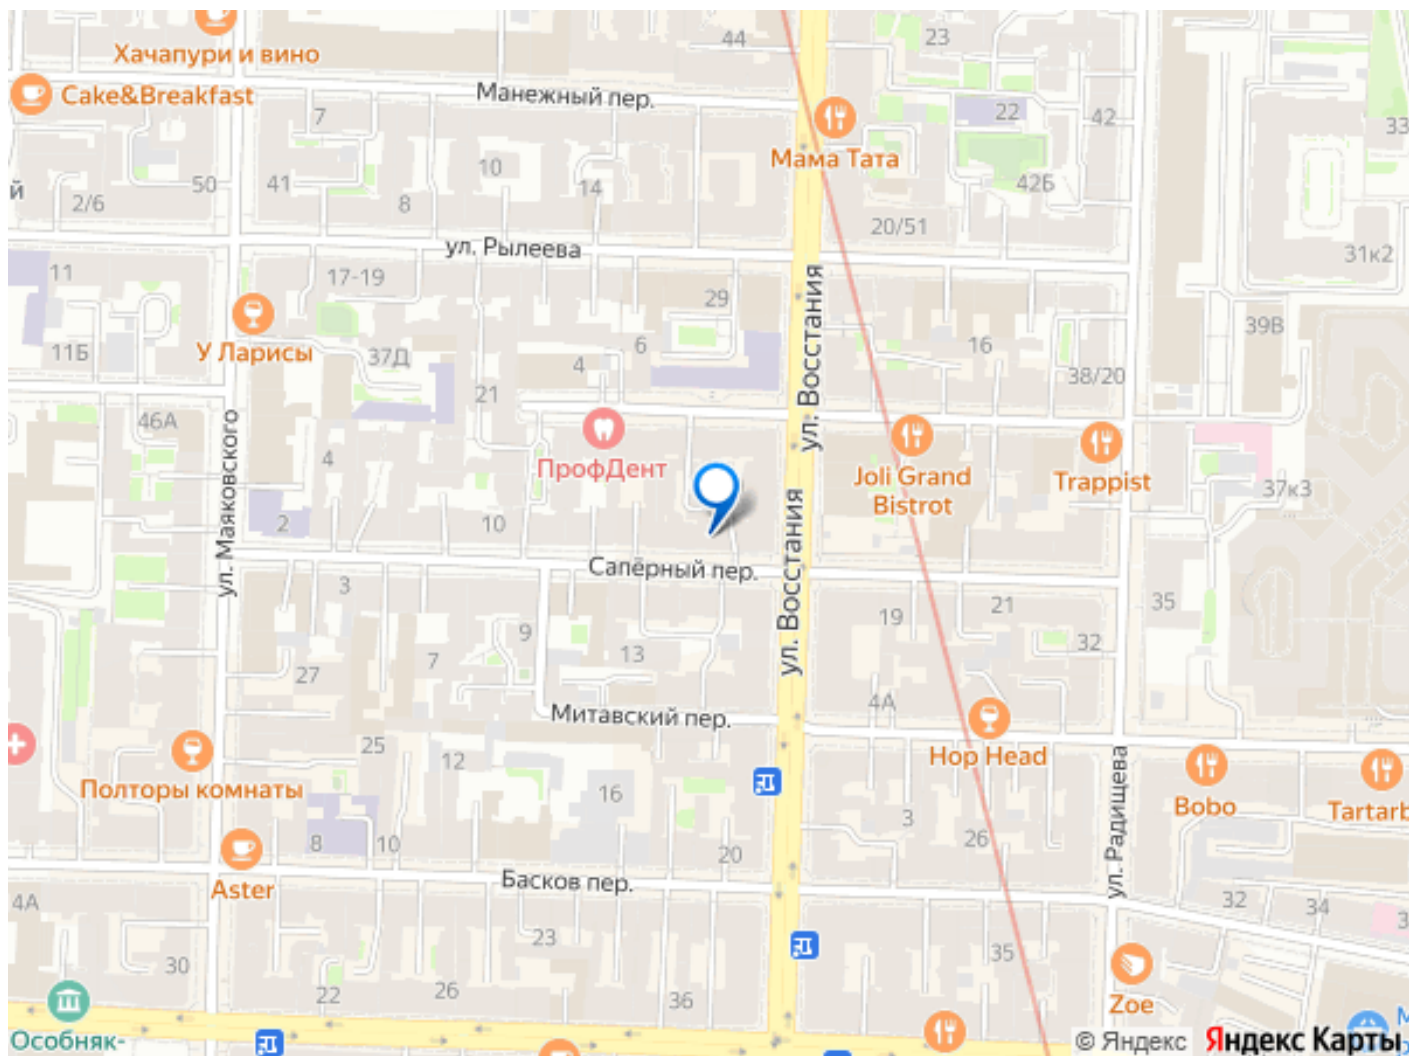 44
23
Хачапури и вино
Cake&Breakfast
Манежный пер.
7
22
42
33
Мама Тата
10
14
50
41
8
42Б
й
2/6
20/51
ул. Рылеева
31к2
11
17-19
29
ул. Восстания
39В
У Ларисы
11Б
37Д
6
4
16
38/20
21
46А
ул. Маяковского
4
ПрофДент
Joli Grand
Bistrot
Trappist
37к3
2
10
ул. Восстания
Сапёрный пер.
3
21
35
19
9
32
13
7
27
4А
Митавский пер.
25
12
Hop Head
ул. Радищева
Полторы комнаты
16
Bobo
Tartarb
3
26
8
10
20
Aster
Басков пер.
4А
32
34
3
23
35
30
22
26
36
Zoe
Особняк-
М
© Яндекс
Яндекс Карты